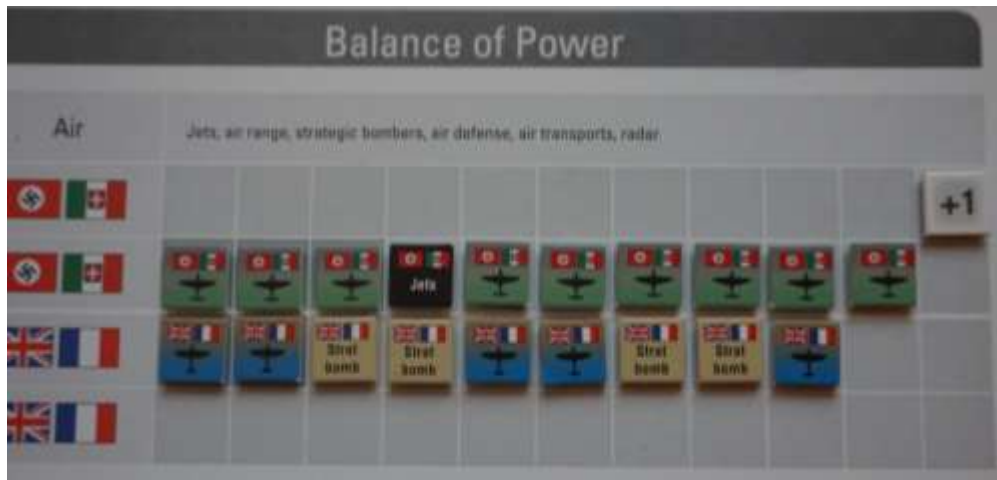 Balance of Power
Air
Jets, air range, strategic bombers, air defense, air transports, radar
+1
Jets
Strat bomb
Strat bomb
Strat bomb
Strat bomb